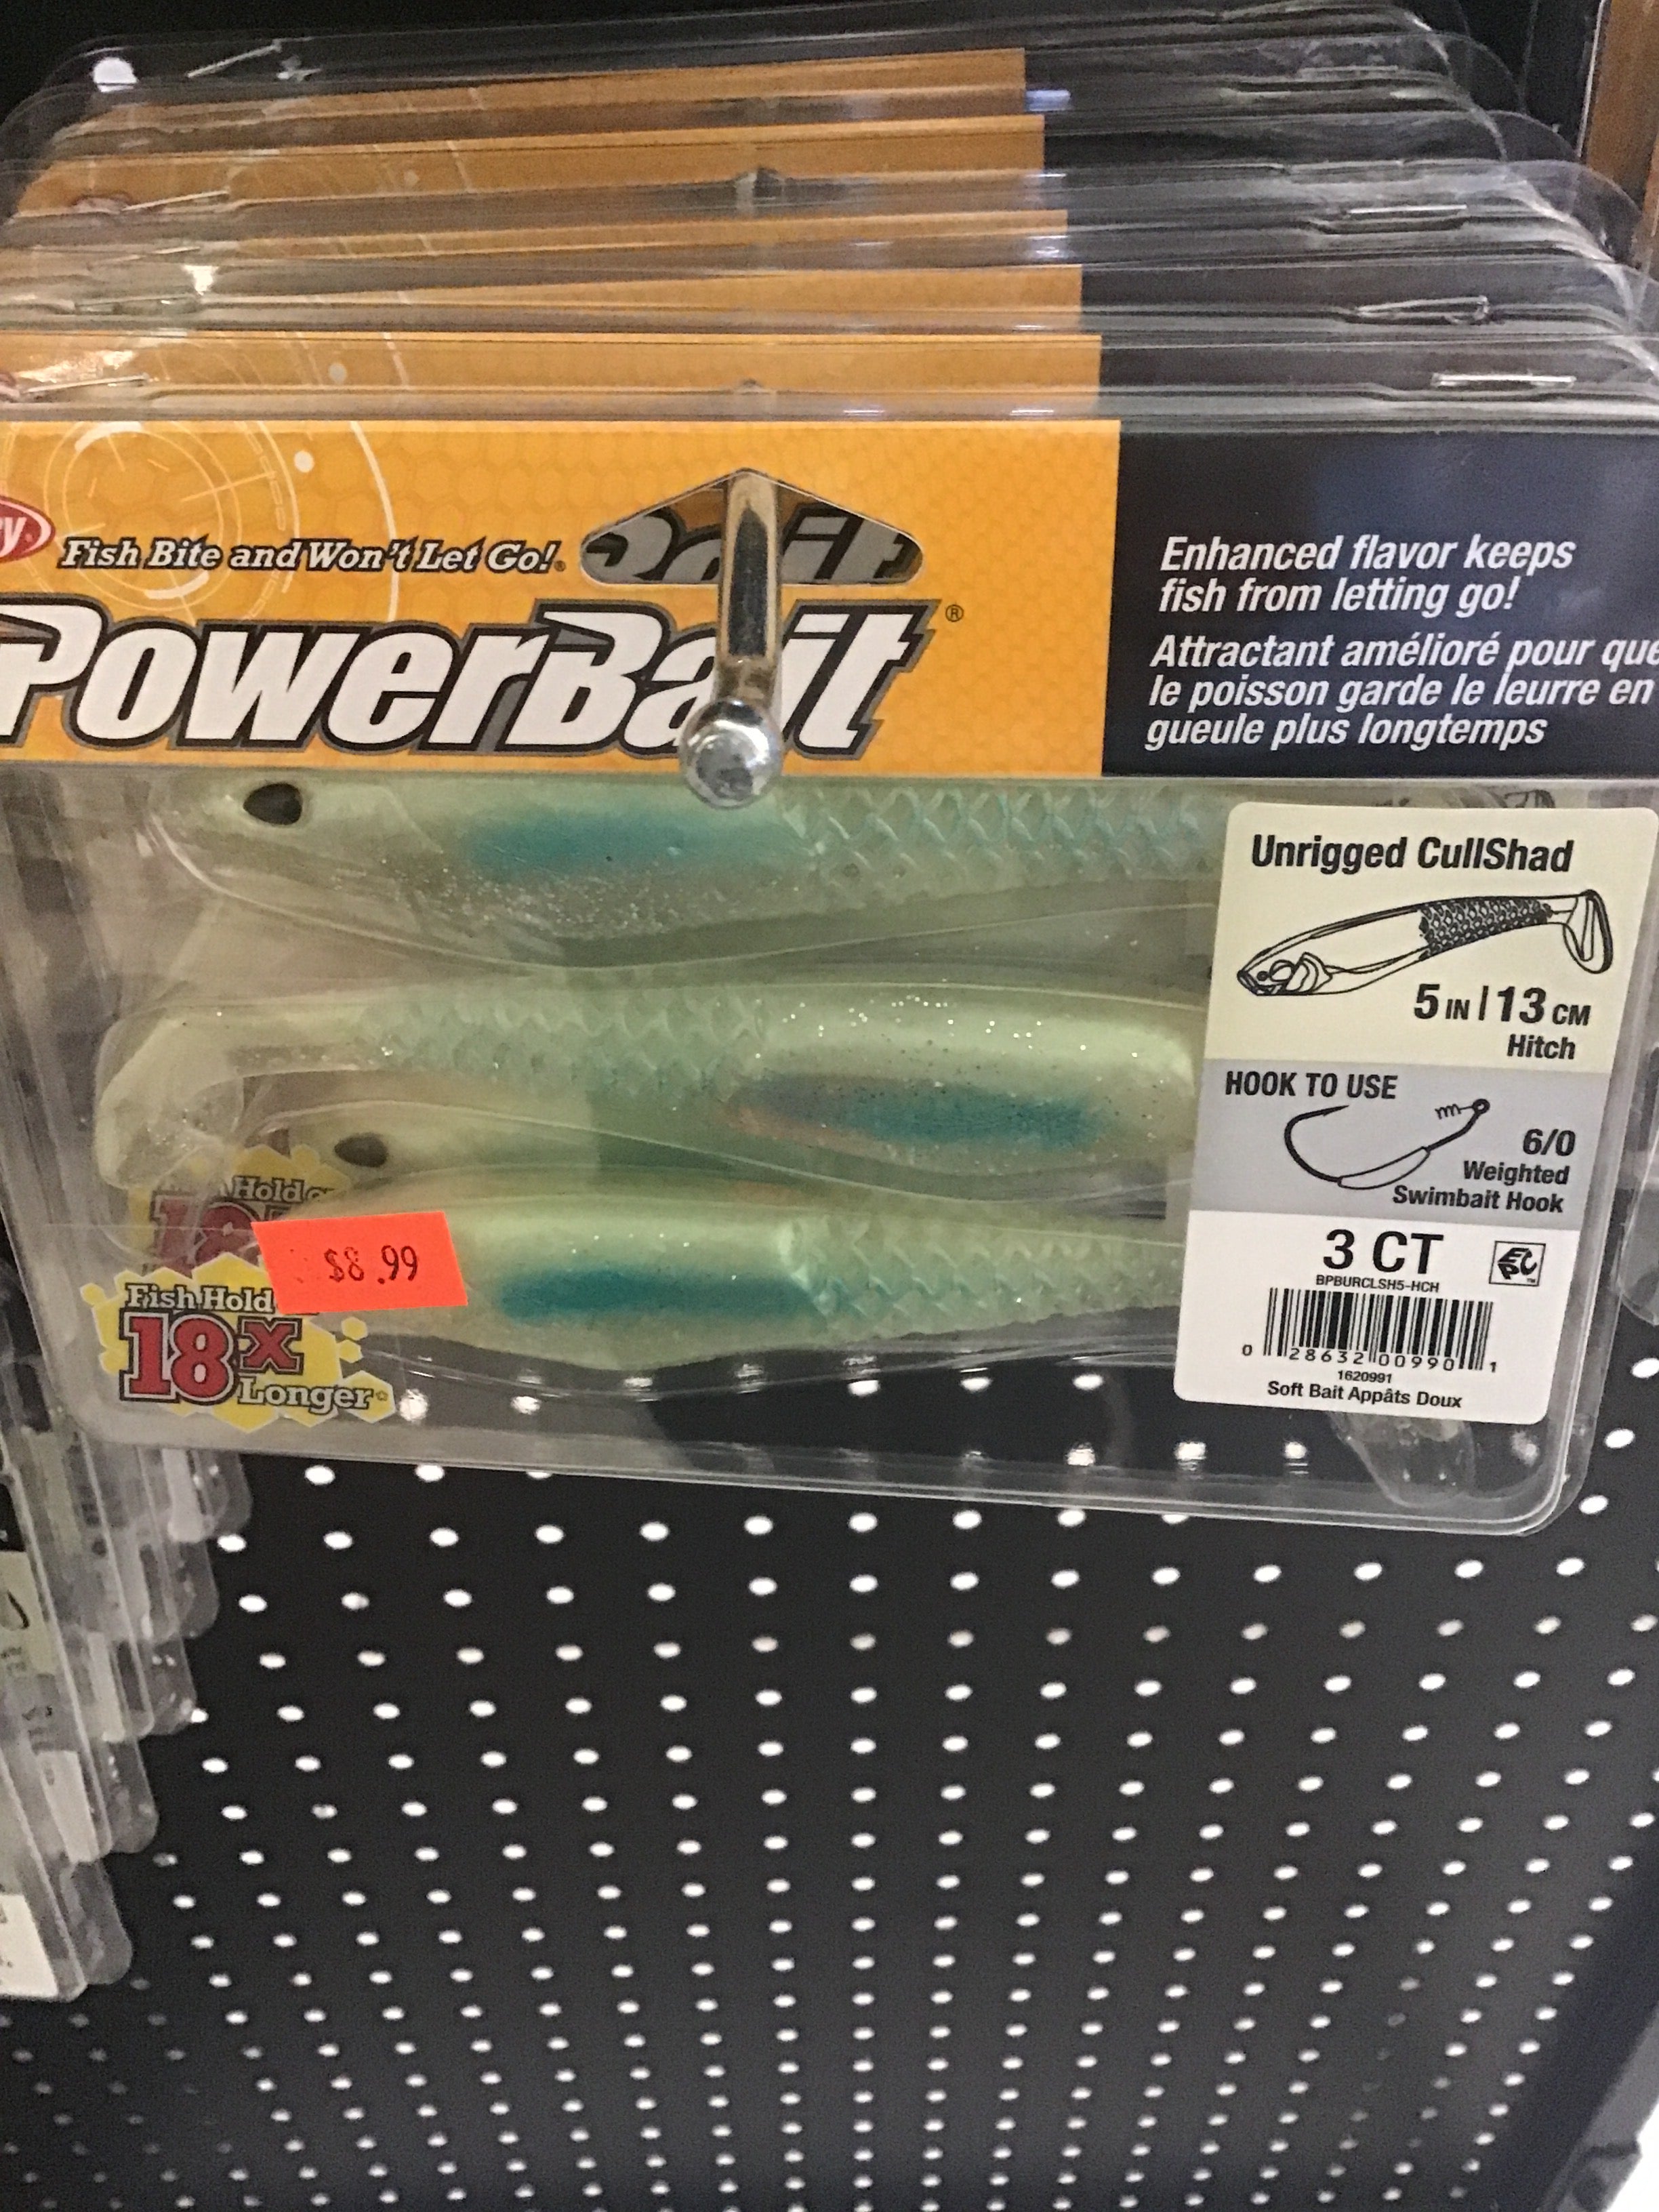 Fish Bite and Won't Let Go!®
PowerBait®
Enhanced flavor keeps
fish from letting go!
Attractant amélioré pour que
le poisson garde le leurre en
gueule plus longtemps
Unrigged CullShad
5 IN | 13 CM
Hitch
HOOK TO USE
6/0
Weighted
Swimbait Hook
3 CT
BPBURCLSH5-HCH
0 28632 00990 1
1620991
Soft Bait Appâts Doux
Hold
$8.99
Fish Hold
18x
Longer